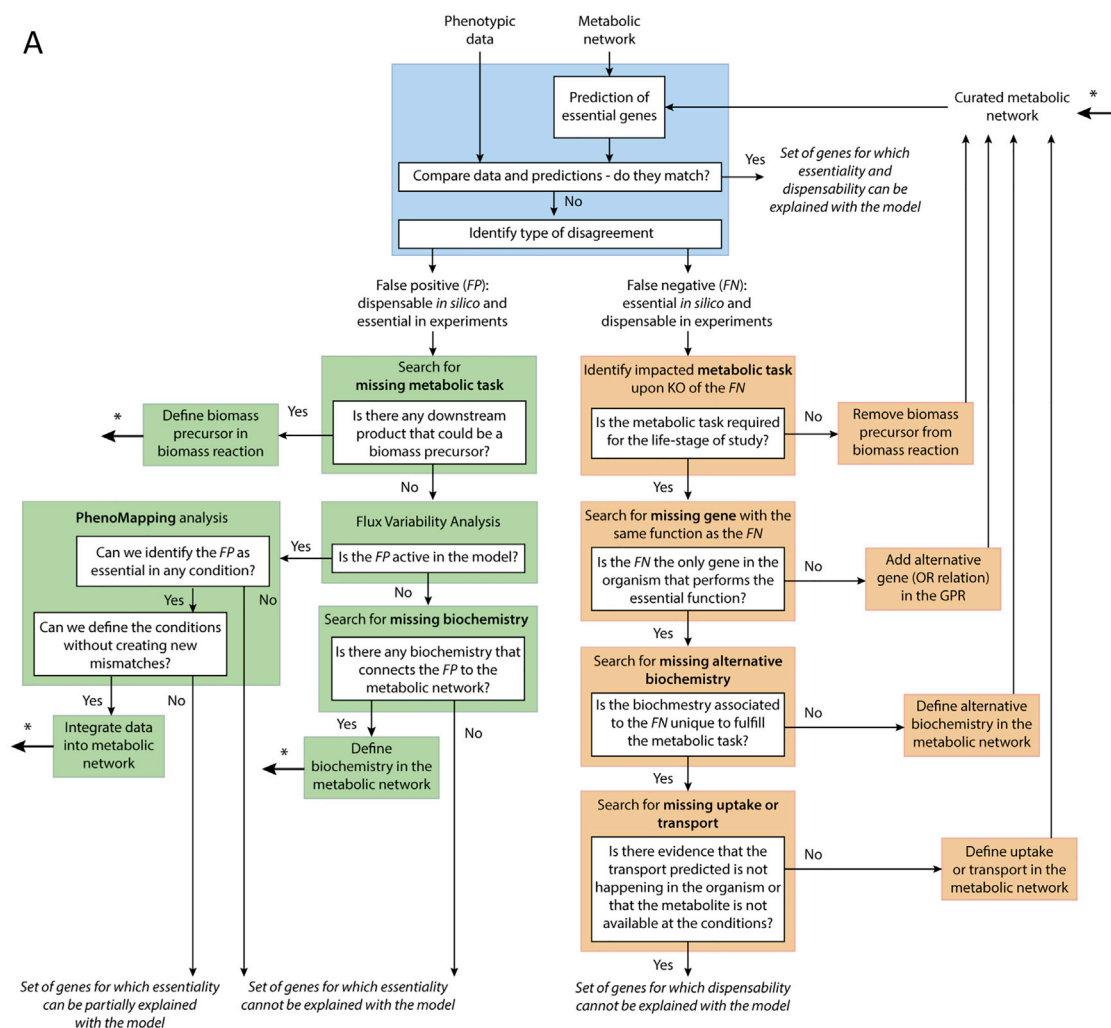 A
Phenotypic
data
Metabolic
network
Prediction of
essential genes
Curated metabolic
network
*
Compare data and predictions - do they match?
Yes
Set of genes for which
essentiality and
dispensability can be
explained with the model
No
Identify type of disagreement
False positive (FP):
dispensable in silico and
essential in experiments
False negative (FN):
essential in silico and
dispensable in experiments
Search for
missing metabolic task
Is there any downstream
product that could be a
biomass precursor?
Yes
*
Define biomass
precursor in
biomass reaction
No
Flux Variability Analysis
Is the FP active in the model?
Yes
PhenoMapping analysis
Can we identify the FP as
essential in any condition?
Yes
No
Can we define the conditions
without creating new
mismatches?
Yes
No
*
Integrate data
into metabolic
network
No
Search for missing biochemistry
Is there any biochemistry that
connects the FP to the
metabolic network?
Yes
No
*
Define
biochemistry in the
metabolic network
Identify impacted metabolic task
upon KO of the FN
Is the metabolic task required
for the life-stage of study?
No
Remove biomass
precursor from
biomass reaction
Yes
Search for missing gene with the
same function as the FN
Is the FN the only gene in the
organism that performs the
essential function?
No
Add alternative
gene (OR relation)
in the GPR
Yes
Search for missing alternative
biochemistry
Is the biochmestry associated
to the FN unique to fulfill
the metabolic task?
No
Define alternative
biochemistry in the
metabolic network
Yes
Search for missing uptake or
transport
Is there evidence that the
transport predicted is not
happening in the organism or
that the metabolite is not
available at the conditions?
No
Define uptake
or transport in the
metabolic network
Yes
Set of genes for which essentiality
can be partially explained
with the model
Set of genes for which essentiality
cannot be explained with the model
Set of genes for which dispensability
cannot be explained with the model